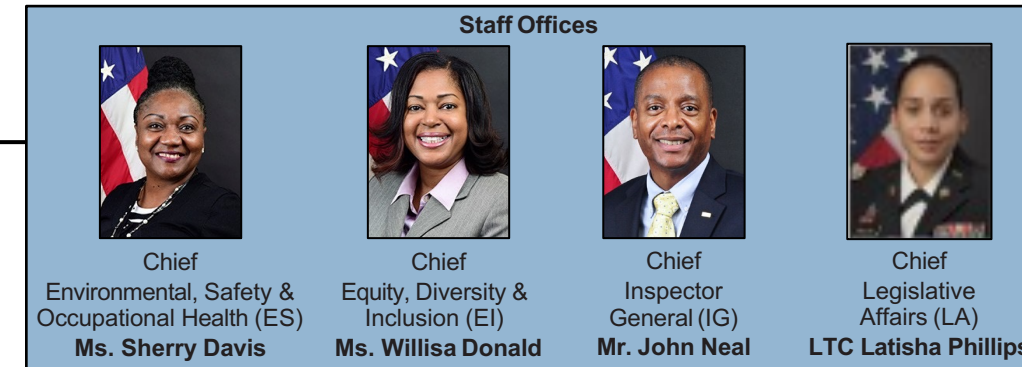 Staff Offices
Chief
Environmental, Safety &
Occupational Health (ES)
Ms. Sherry Davis
Chief
Equity, Diversity &
Inclusion (EI)
Ms. Willisa Donald
Chief
Inspector
General (IG)
Mr. John Neal
Chief
Legislative
Affairs (LA)
LTC Latisha Phillips